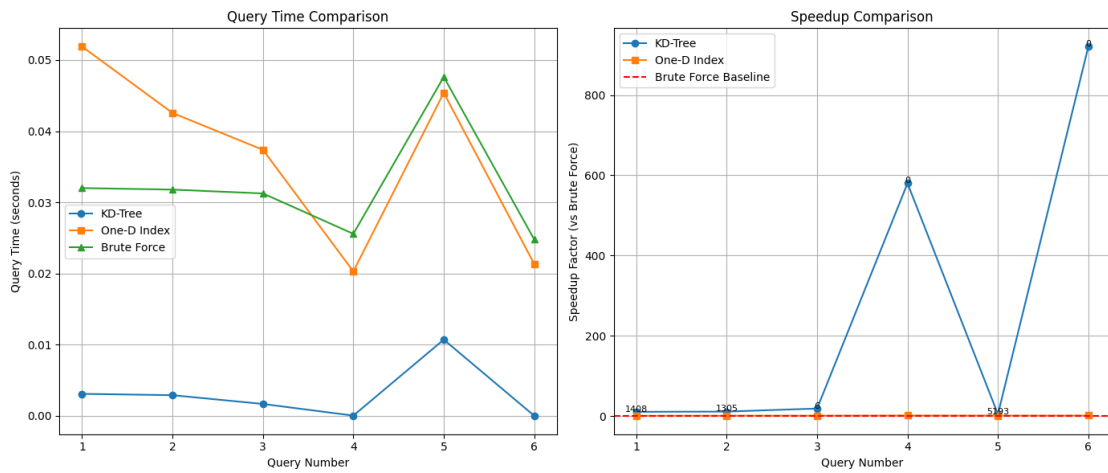 Query Time Comparison
0.05
0.04
0.03
0.02
0.01
0.00
Query Time (seconds)
KD-Tree
One-D Index
Brute Force
1 2 3 4 5 6
Query Number
Speedup Comparison
KD-Tree
One-D Index
Brute Force Baseline
800
600
400
200
0
Speedup Factor (vs Brute Force)
1408
1305
0
0
1 2 3 4 5 6
Query Number